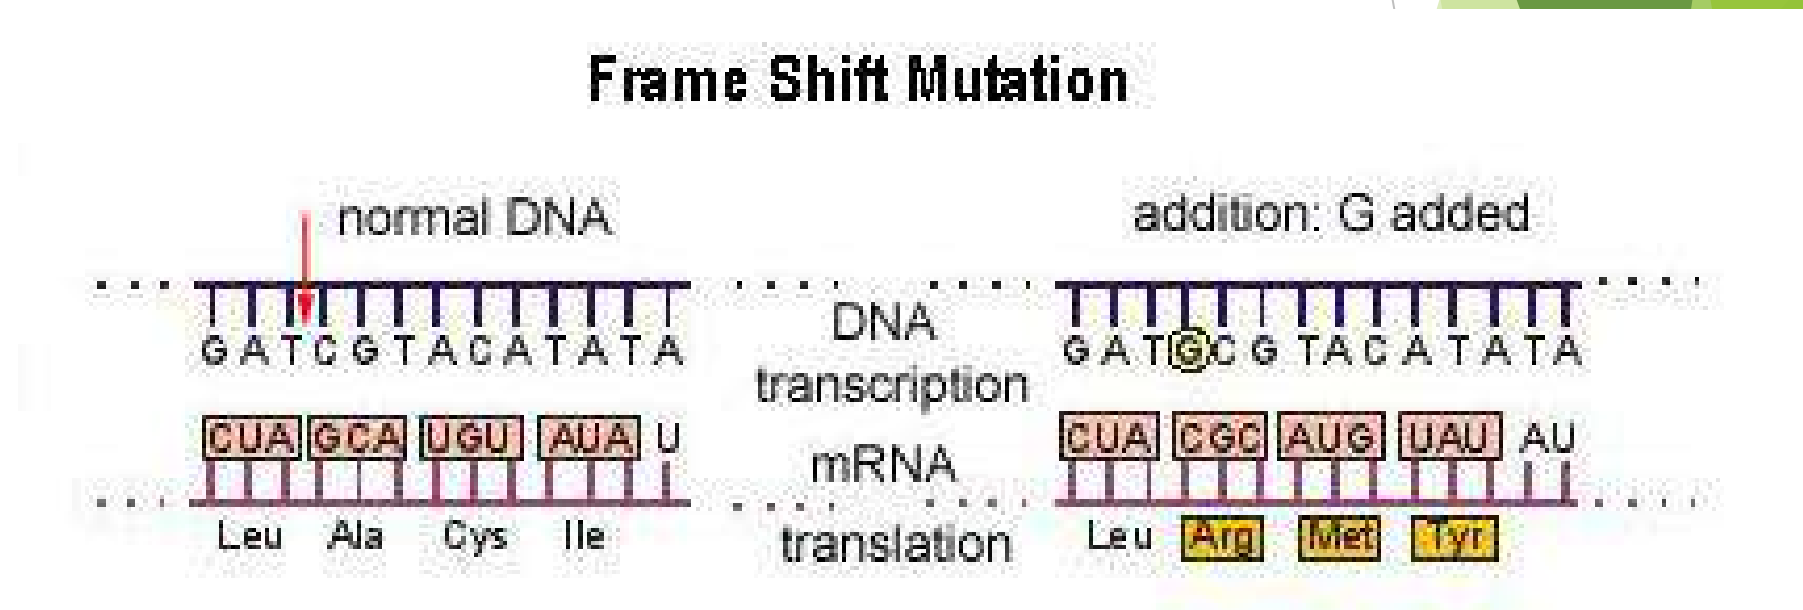 Frame Shift Mutation
normal DNA
addition: G added
G A T C G T A C A T A T A
DNA
transcription
G A T G C G T A C A T A T A
CUA GCA UGU AUA U
mRNA
CUA CGC AUG UAU AU
Leu Ala Cys Ile
translation
Leu Arg Met Tyr